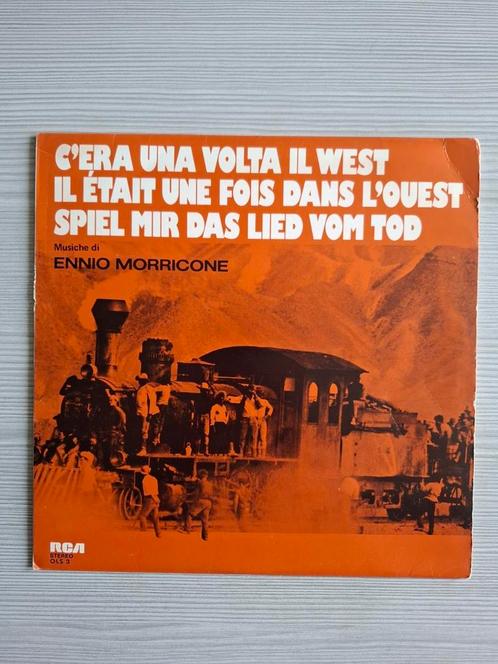 C'ERA UNA VOLTA IL WEST
IL ÉTAIT UNE FOIS DANS L'OUEST
SPIEL MIR DAS LIED VOM TOD
Musiche di
ENNIO MORRICONE
RCA
STEREO
OLS 3